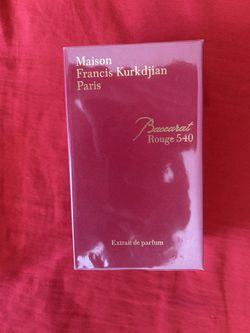 Maison
Francis Kurkdjian
Paris
Baccarat
Rouge 540
Extrait de parfum